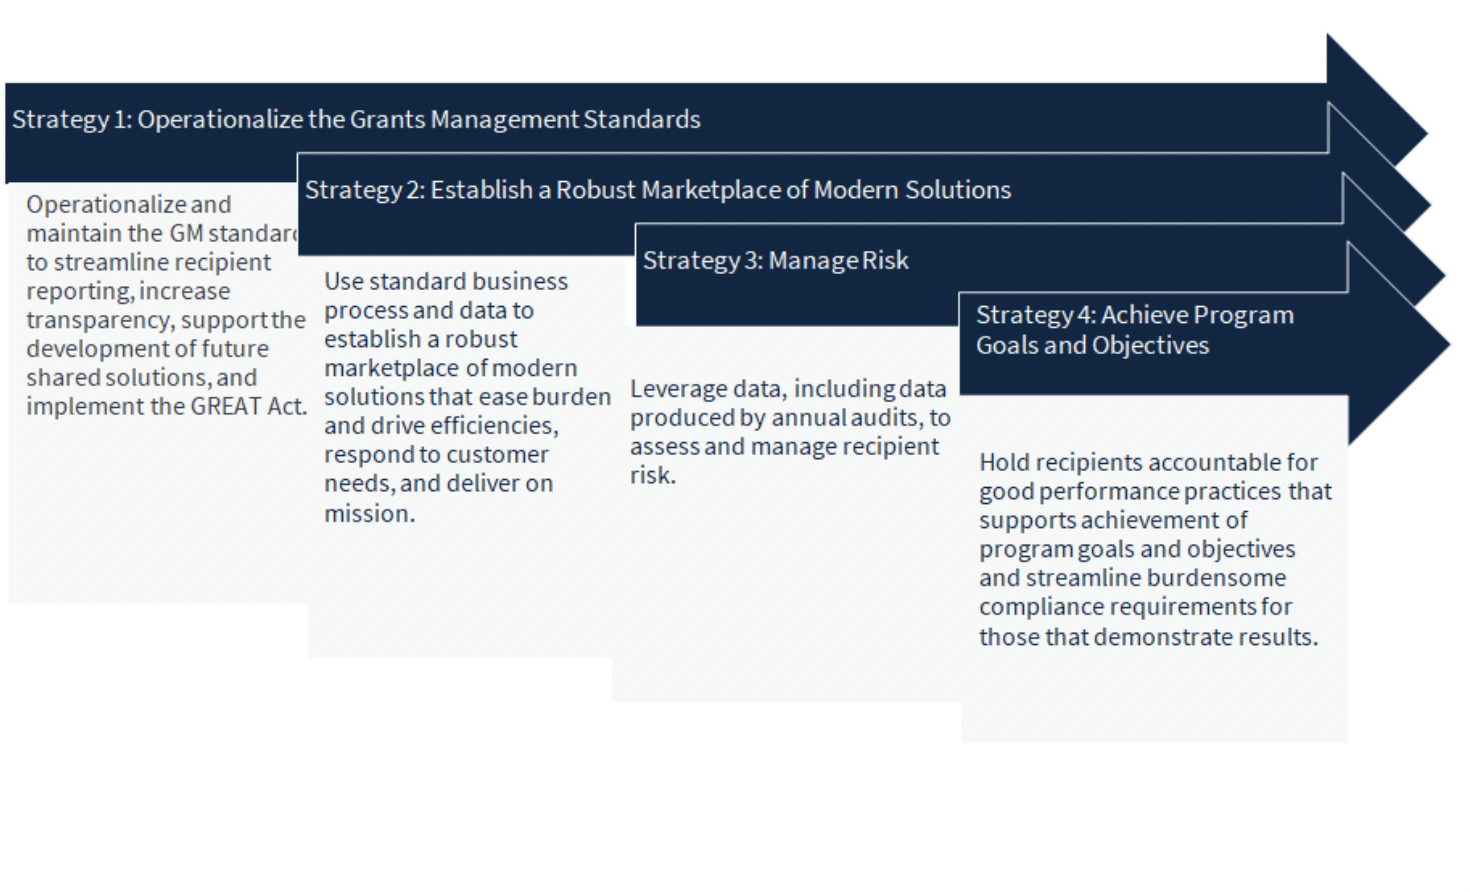 Strategy 1: Operationalize the Grants Management Standards
Operationalize and
maintain the GM standard
to streamline recipient
reporting, increase
transparency, support the
development of future
shared solutions, and
implement the GREAT Act.
Strategy 2: Establish a Robust Marketplace of Modern Solutions
Use standard business
process and data to
establish a robust
marketplace of modern
solutions that ease burden
and drive efficiencies,
respond to customer
needs, and deliver on
mission.
Strategy 3: Manage Risk
Leverage data, including data
produced by annual audits, to
assess and manage recipient
risk.
Strategy 4: Achieve Program
Goals and Objectives
Hold recipients accountable for
good performance practices that
supports achievement of
program goals and objectives
and streamline burdensome
compliance requirements for
those that demonstrate results.